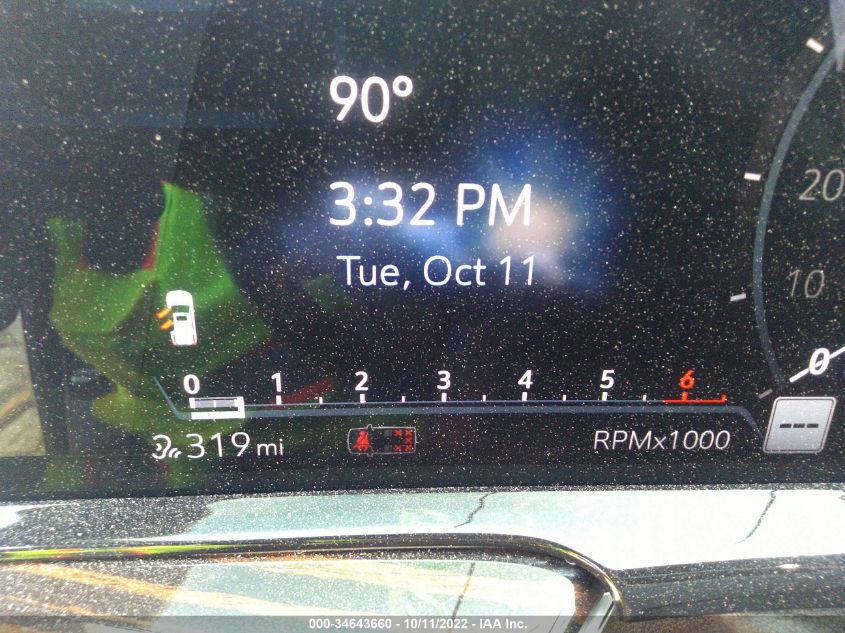 90°
3:32 PM
Tue, Oct 11
20
10
0
0 1 2 3 4 5 6
319 mi
RPMx1000
---
000-34643660 - 10/11/2022 - IAA Inc.